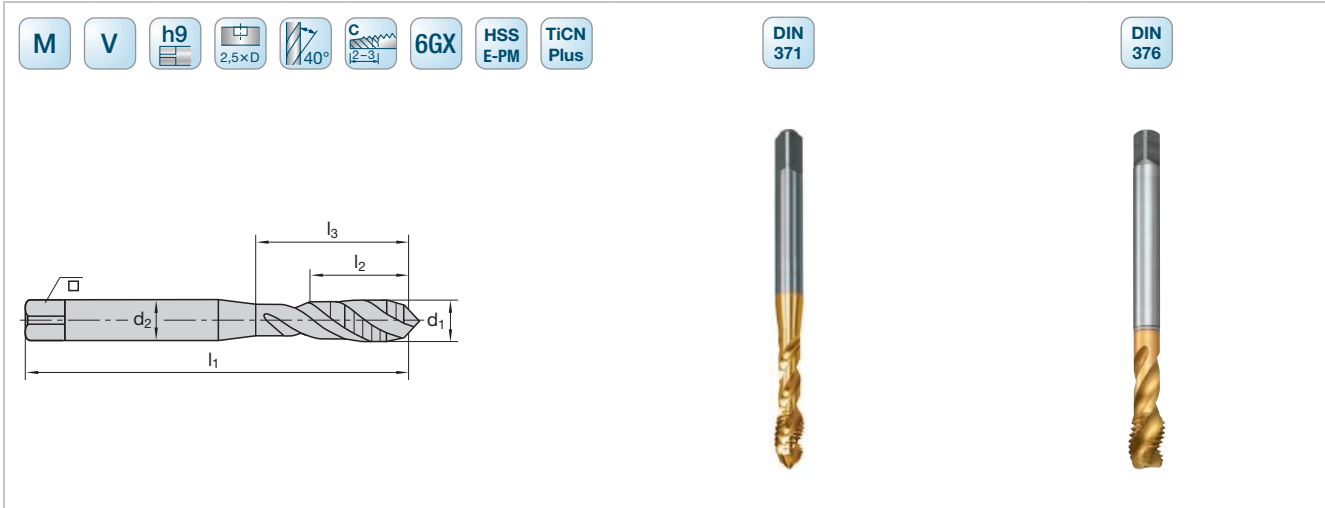 M
V
h9
2,5×D
40°
C
2–3
6GX
HSS
E-PM
TiCN
Plus
DIN
371
DIN
376
l3
l2
d2
d1
l1